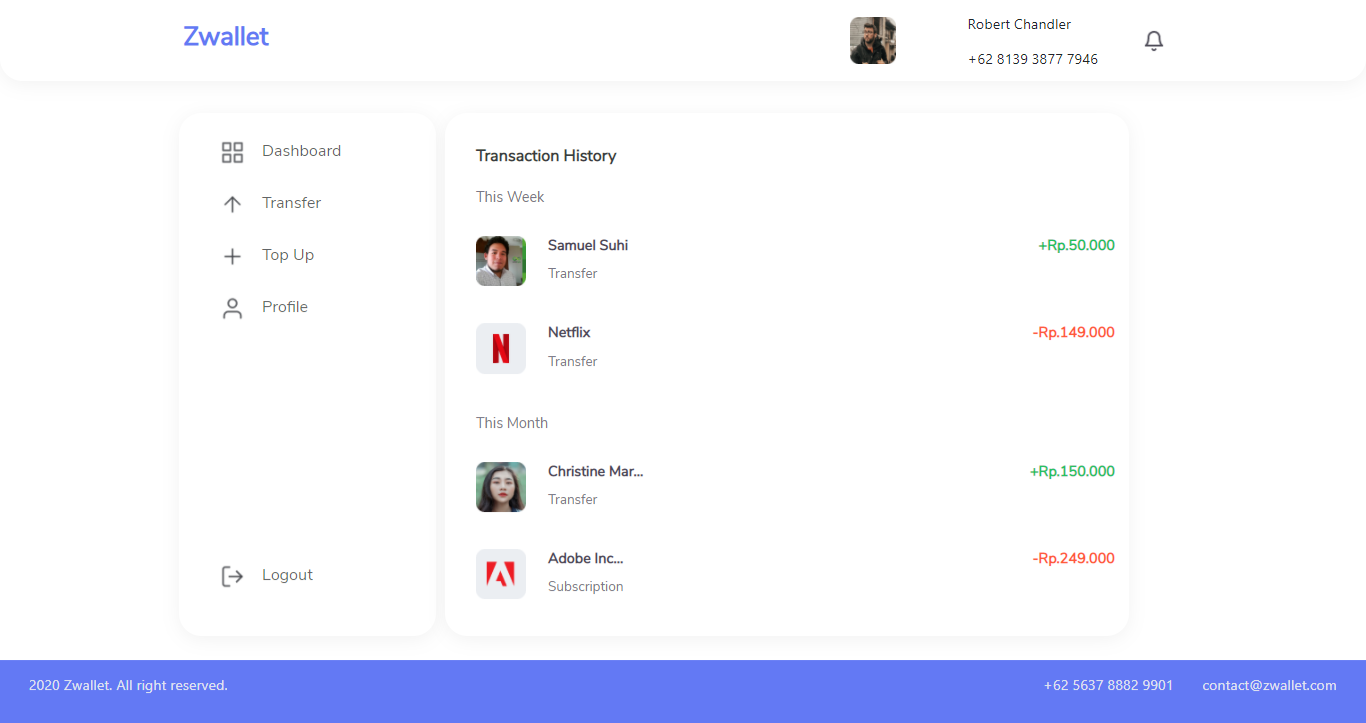 Zwallet
Robert Chandler
+62 8139 3877 7946
Dashboard
Transfer
Top Up
Profile
Logout
Transaction History
This Week
Samuel Suhi
+Rp.50.000
Transfer
Netflix
-Rp.149.000
Transfer
This Month
Christine Mar...
+Rp.150.000
Transfer
Adobe Inc...
-Rp.249.000
Subscription
2020 Zwallet. All right reserved.
+62 5637 8882 9901
contact@zwallet.com